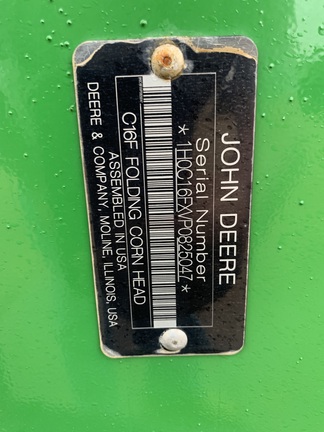 JOHN DEERE
Serial Number
*1H0C16FXVP0825047*
C16F FOLDING CORN HEAD
ASSEMBLED IN USA
DEERE & COMPANY, MOLINE, ILLINOIS, USA